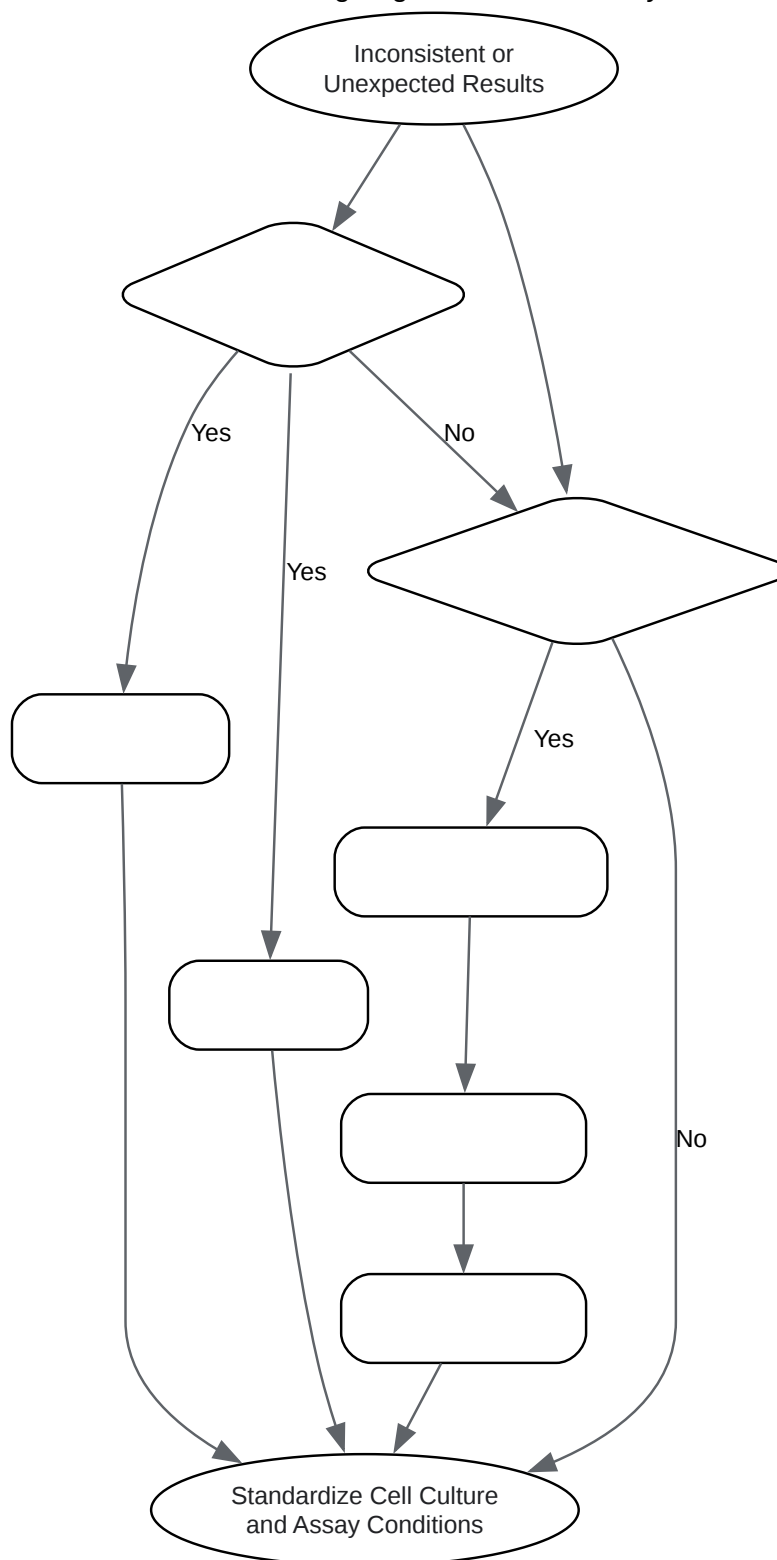 Inconsistent or
Unexpected Results
Yes
No
Yes
Yes
No
Standardize Cell Culture
and Assay Conditions